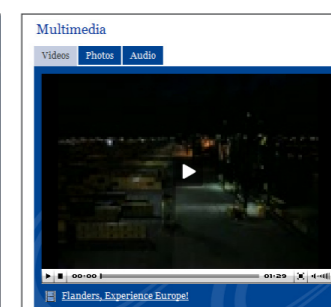 Multimedia
Videos Photos Audio
00:00 01:29
Flanders, Experience Europe!